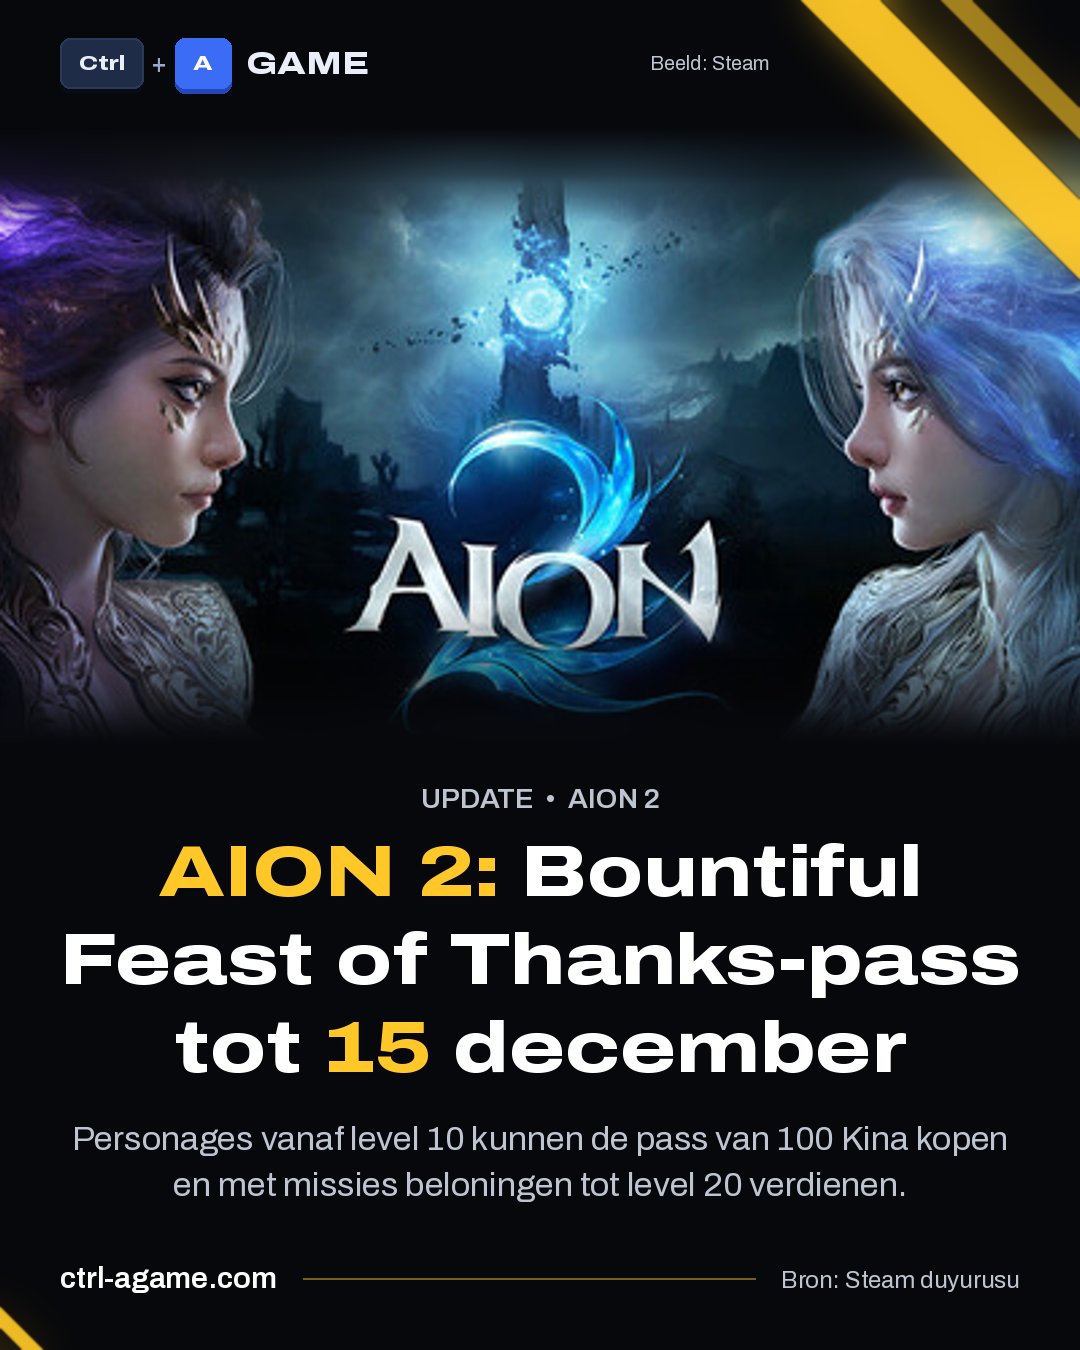 Ctrl + A GAME
Beeld: Steam
2
AION
UPDATE • AION 2
AION 2: Bountiful
Feast of Thanks-pass
tot 15 december
Personages vanaf level 10 kunnen de pass van 100 Kina kopen
en met missies beloningen tot level 20 verdienen.
ctrl-agame.com
Bron: Steam duyurusu